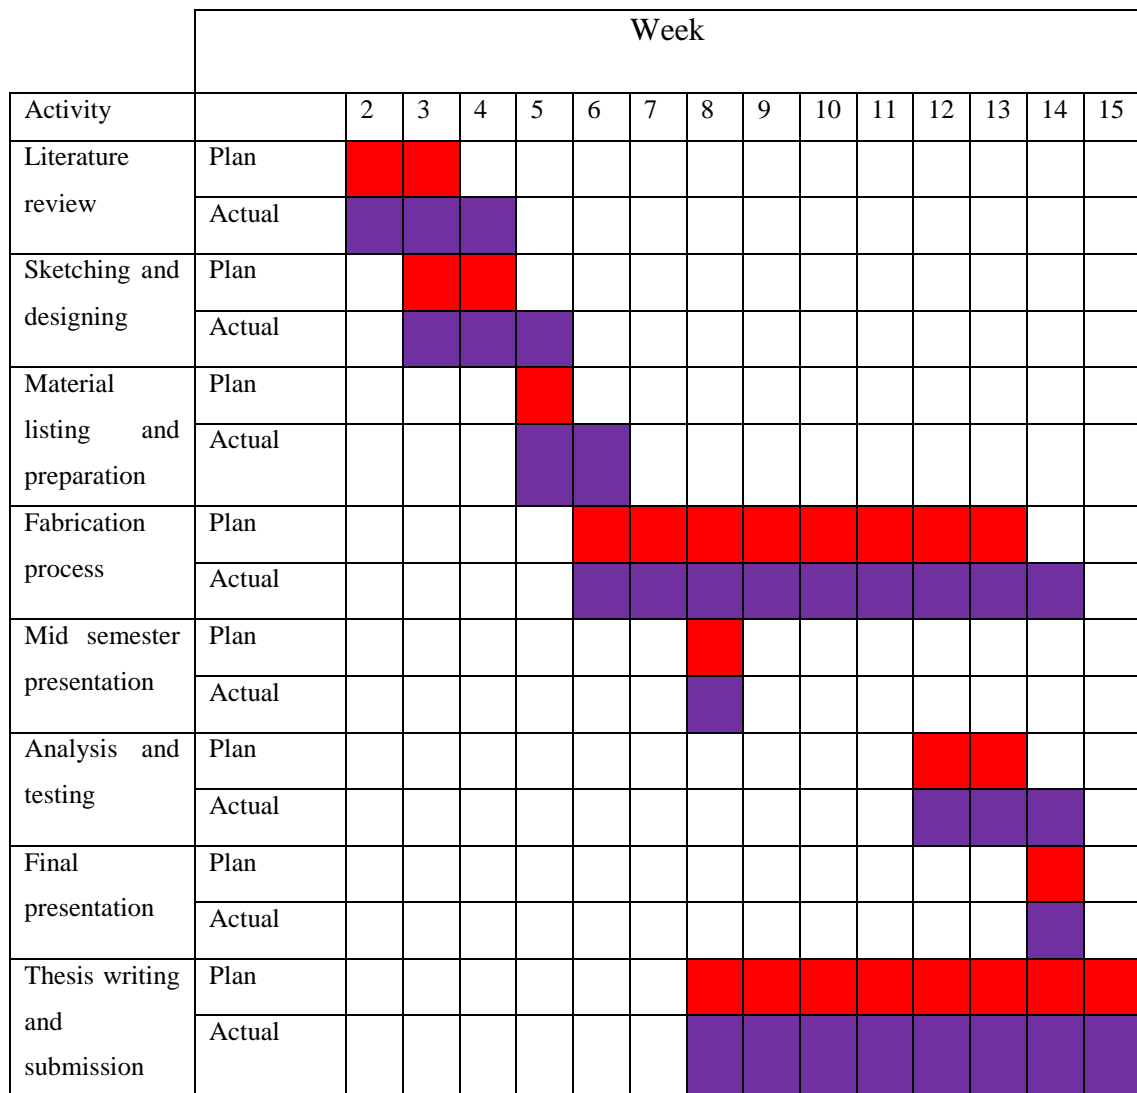 Week
Activity 2 3 4 5 6 7 8 9 10 11 12 13 14 15
Literature Plan
review Actual
Sketching and Plan
designing Actual
Material Plan
listing and Actual
preparation
Fabrication Plan
process Actual
Mid semester Plan
presentation Actual
Analysis and Plan
testing Actual
Final Plan
presentation Actual
Thesis writing Plan
and Actual
submission